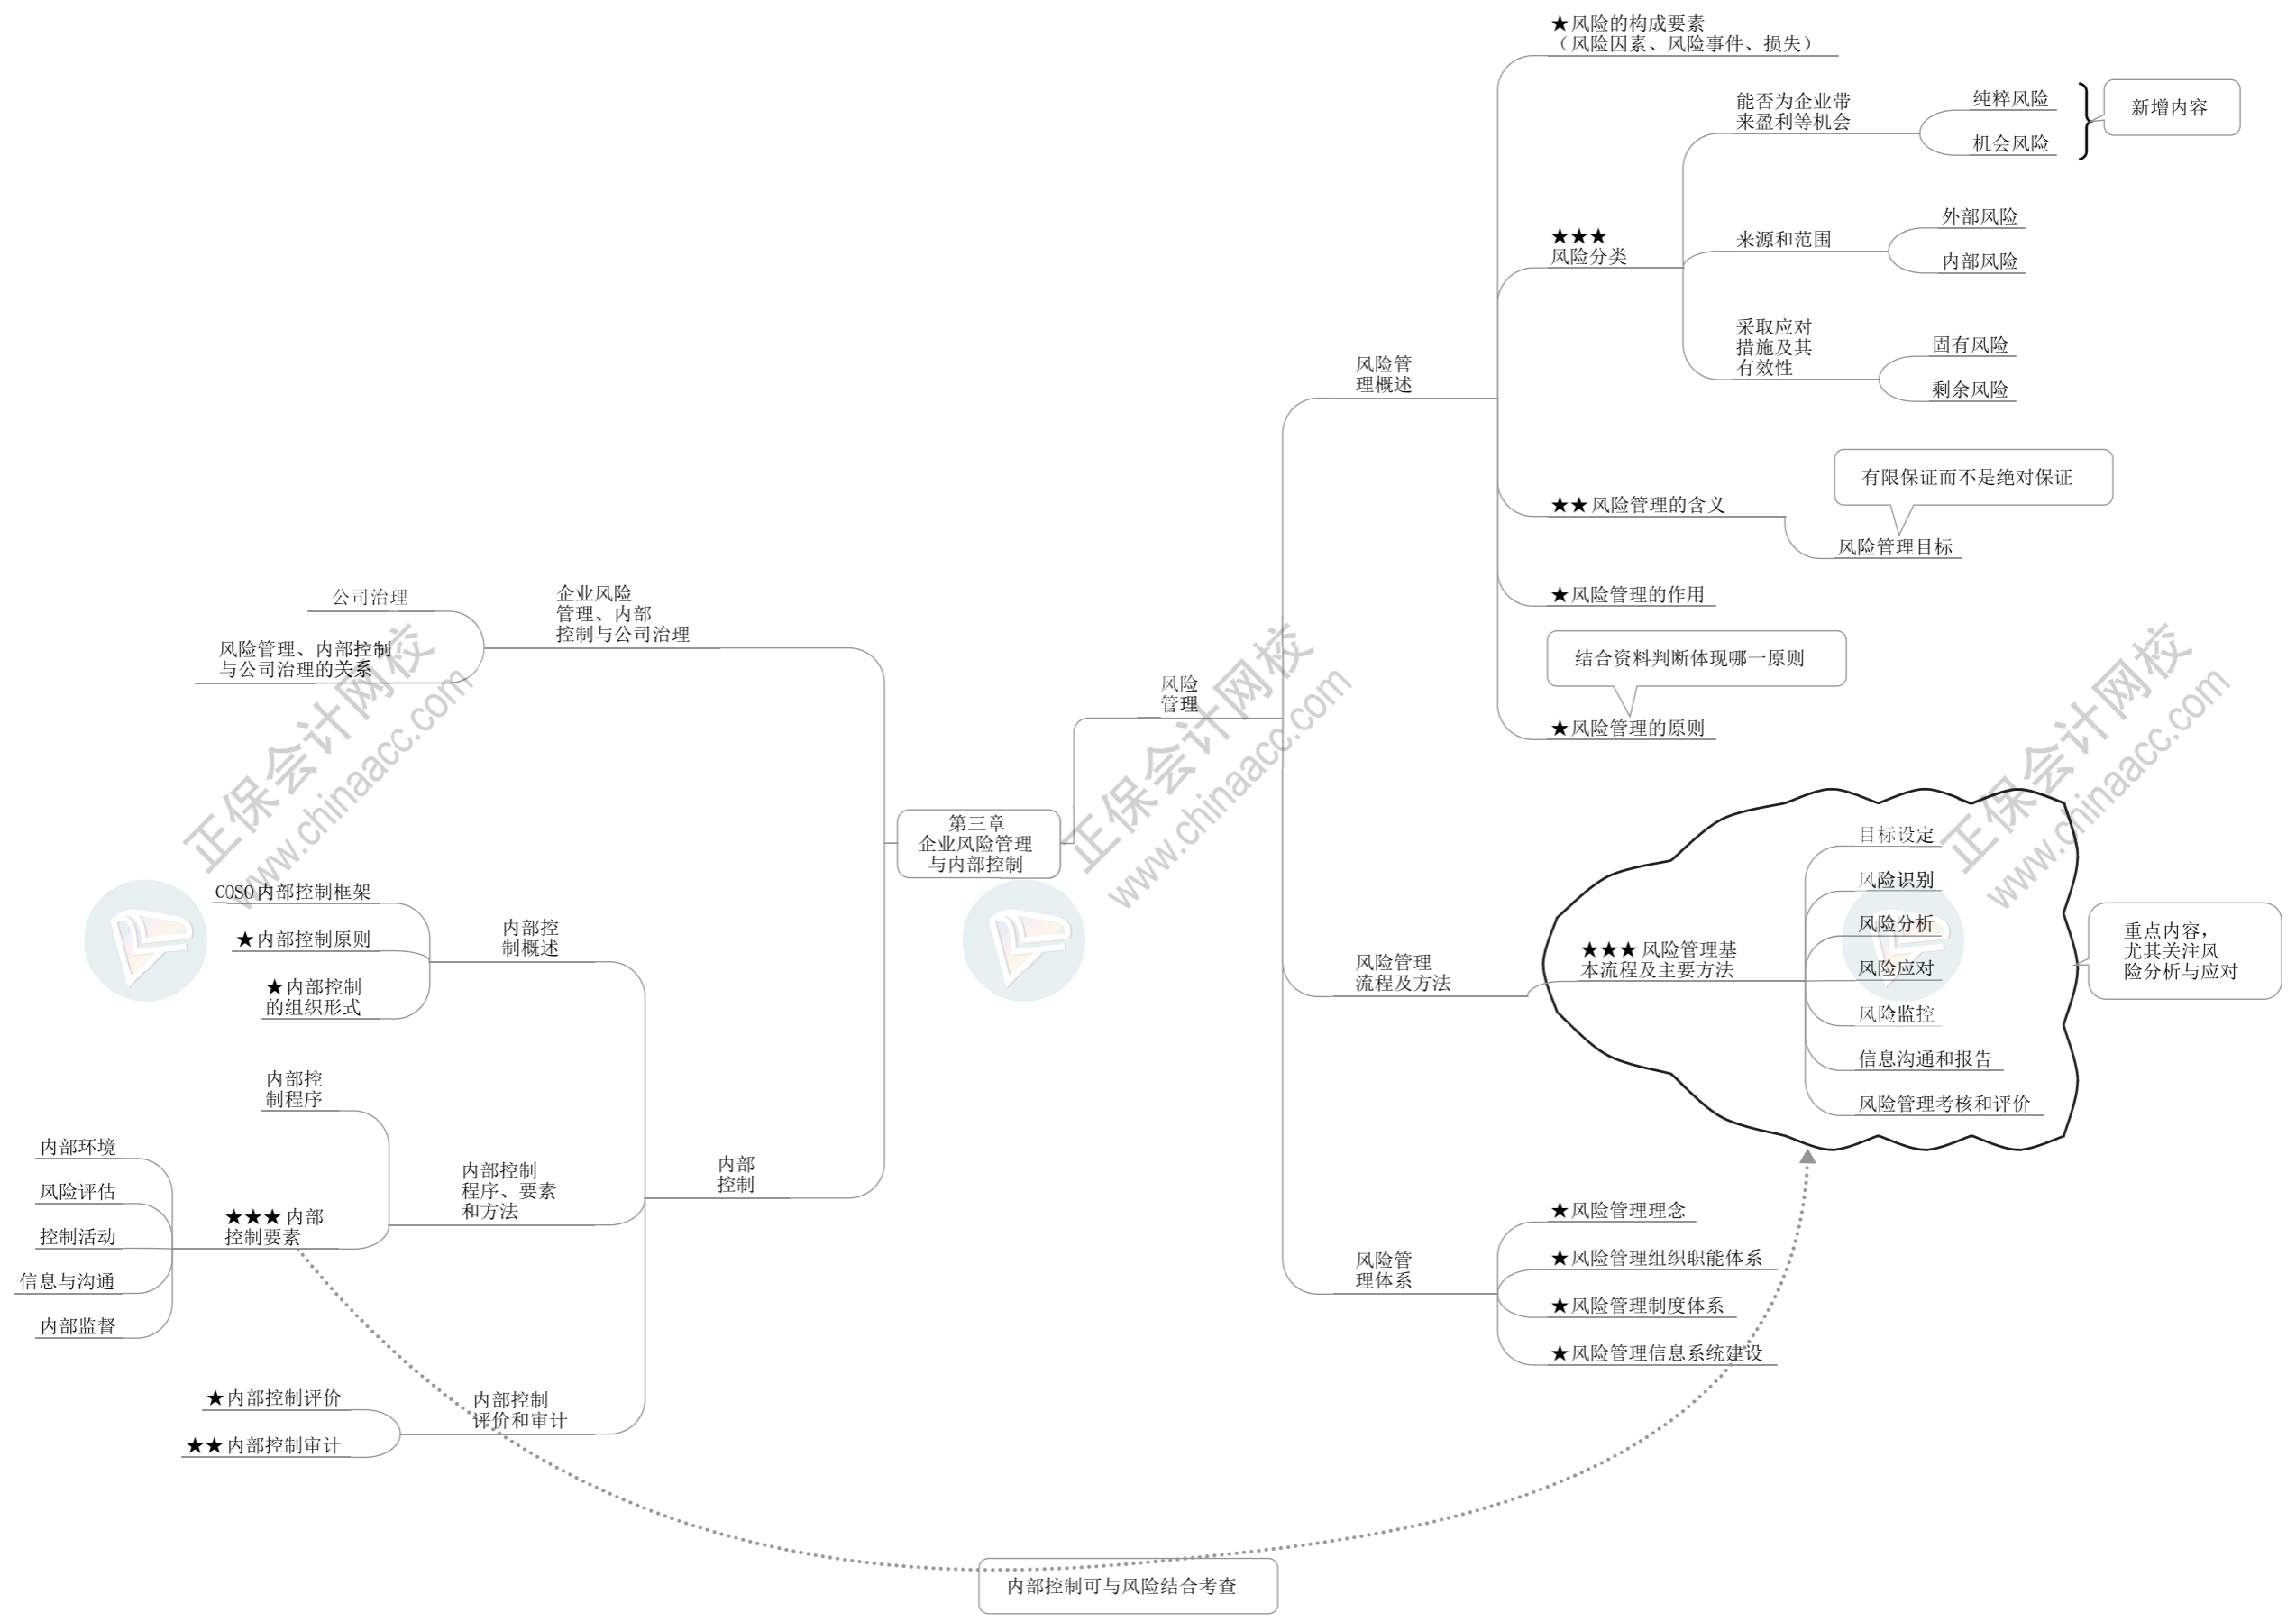 第三章
企业风险管理
与内部控制
风险
管理
风险管
理概述
★风险的构成要素
（风险因素、风险事件、损失）
★★★
风险分类
能否为企业带
来盈利等机会
纯粹风险
机会风险
新增内容
来源和范围
外部风险
内部风险
采取应对
措施及其
有效性
固有风险
剩余风险
★★风险管理的含义
有限保证而不是绝对保证
风险管理目标
★风险管理的作用
结合资料判断体现哪一原则
★风险管理的原则
风险管理
流程及方法
★★★风险管理基
本流程及主要方法
目标设定
风险识别
风险分析
风险应对
风险监控
信息沟通和报告
风险管理考核和评价
重点内容，
尤其关注风
险分析与应对
风险管
理体系
★风险管理理念
★风险管理组织职能体系
★风险管理制度体系
★风险管理信息系统建设
企业风险
管理、内部
控制与公司治理
公司治理
风险管理、内部控制
与公司治理的关系
内部
控制
内部控
制概述
COSO内部控制框架
★内部控制原则
★内部控制
的组织形式
内部控制
程序、要素
和方法
内部控
制程序
★★★内部
控制要素
内部环境
风险评估
控制活动
信息与沟通
内部监督
内部控制
评价和审计
★内部控制评价
★★内部控制审计
内部控制可与风险结合考查
正保会计网校
www.chinaacc.com
正保会计网校
www.chinaacc.com
正保会计网校
www.chinaacc.com